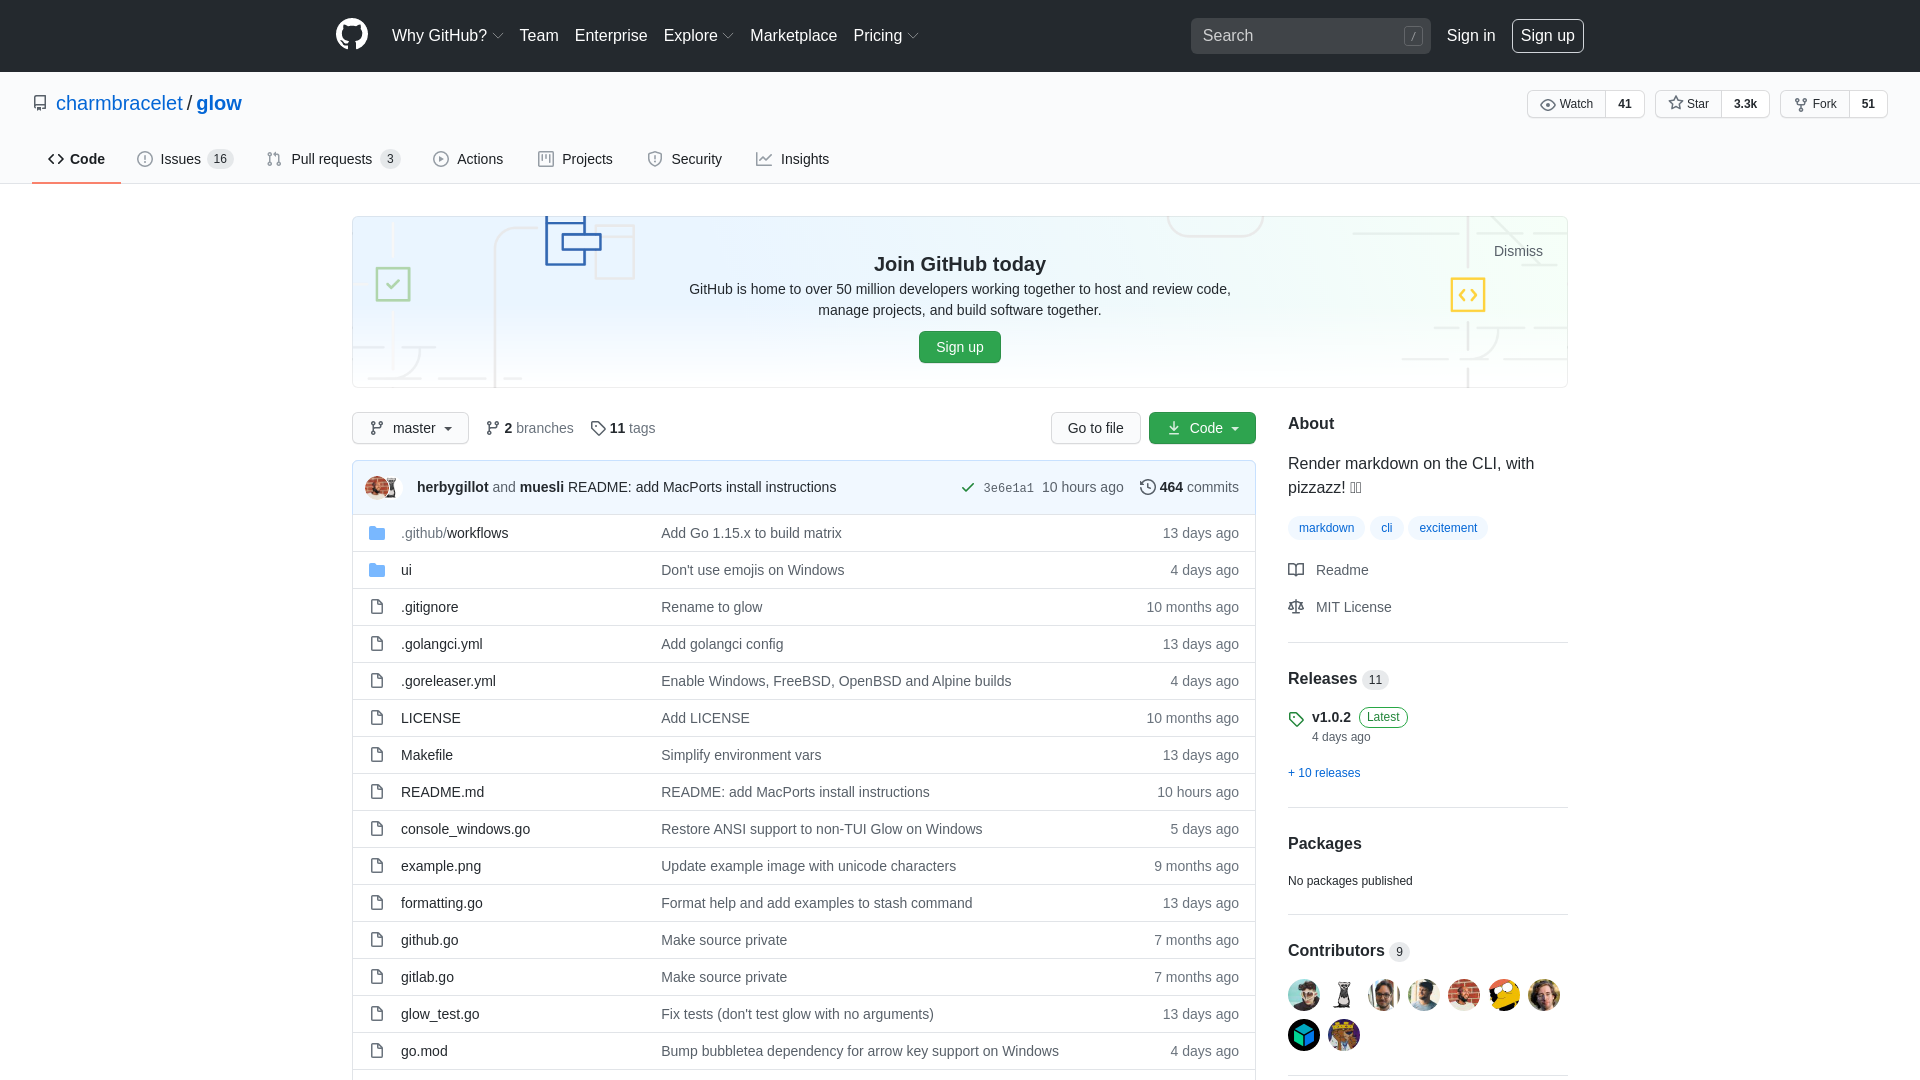 Why GitHub? Team Enterprise Explore Marketplace Pricing Search / Sign in Sign up
charmbracelet / glow Watch 41 Star 3.3k Fork 51
Code Issues 16 Pull requests 3 Actions Projects Security Insights
Dismiss
Join GitHub today
GitHub is home to over 50 million developers working together to host and review code,
manage projects, and build software together.
Sign up
master 2 branches 11 tags Go to file Code
herbygillot and muesli README: add MacPorts install instructions 3e6e1a1 10 hours ago 464 commits
.github/workflows Add Go 1.15.x to build matrix 13 days ago
ui Don't use emojis on Windows 4 days ago
.gitignore Rename to glow 10 months ago
.golangci.yml Add golangci config 13 days ago
.goreleaser.yml Enable Windows, FreeBSD, OpenBSD and Alpine builds 4 days ago
LICENSE Add LICENSE 10 months ago
Makefile Simplify environment vars 13 days ago
README.md README: add MacPorts install instructions 10 hours ago
console_windows.go Restore ANSI support to non-TUI Glow on Windows 5 days ago
example.png Update example image with unicode characters 9 months ago
formatting.go Format help and add examples to stash command 13 days ago
github.go Make source private 7 months ago
gitlab.go Make source private 7 months ago
glow_test.go Fix tests (don't test glow with no arguments) 13 days ago
go.mod Bump bubbletea dependency for arrow key support on Windows 4 days ago
About
Render markdown on the CLI, with
pizzazz!
markdown cli excitement
Readme
MIT License
Releases 11
v1.0.2 Latest
4 days ago
+ 10 releases
Packages
No packages published
Contributors 9